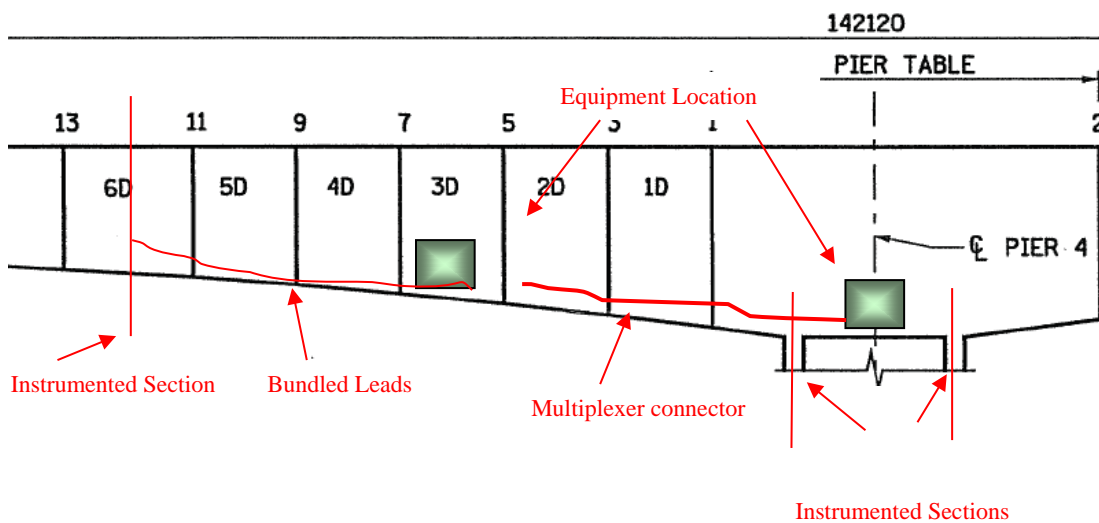 142120
PIER TABLE
Equipment Location
13 11 9 7 5 1 2
6D 5D 4D 3D 2D 1D
℄ PIER 4
Instrumented Section
Bundled Leads
Multiplexer connector
Instrumented Sections